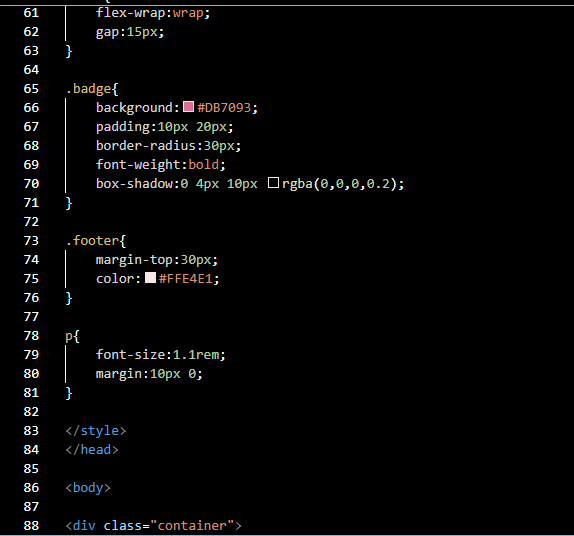 61 flex-wrap:wrap;
62 gap:15px;
63 }
64
65 .badge{
66 background:#DB7093;
67 padding:10px 20px;
68 border-radius:30px;
69 font-weight:bold;
70 box-shadow:0 4px 10px rgba(0,0,0,0.2);
71 }
72
73 .footer{
74 margin-top:30px;
75 color:#FFE4E1;
76 }
77
78 p{
79 font-size:1.1rem;
80 margin:10px 0;
81 }
82
83 </style>
84 </head>
85
86 <body>
87
88 <div class="container">